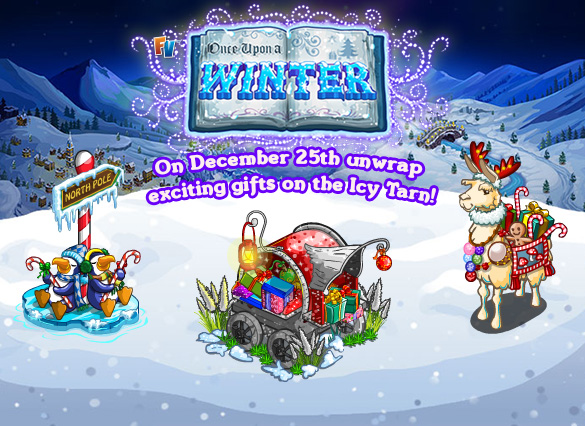 FV
Once Upon a
WINTER
On December 25th unwrap
exciting gifts on the Icy Tarn!
NORTH POLE